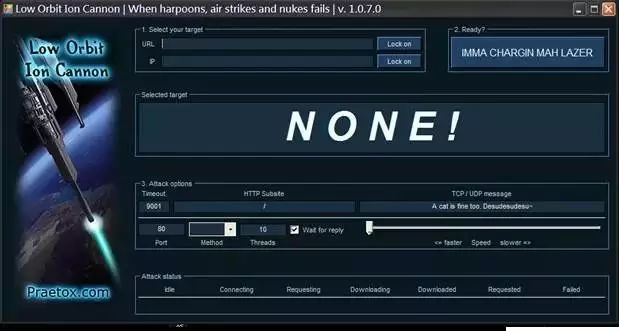 Low Orbit Ion Cannon | When harpoons, air strikes and nukes fails | v. 1.0.7.0
Low Orbit
Ion Cannon
1. Select your target
URL
Lock on
IP
Lock on
2. Ready?
IMMA CHARGIN MAH LAZER
Selected target
NONE!
3. Attack options
Timeout
HTTP Subsite
TCP / UDP message
9001
/
A cat is fine too. Desudesudesu~
80
10
Wait for reply
Port
Method
Threads
<= faster
Speed
slower =>
Attack status
Idle
Connecting
Requesting
Downloading
Downloaded
Requested
Failed
Praetox.com